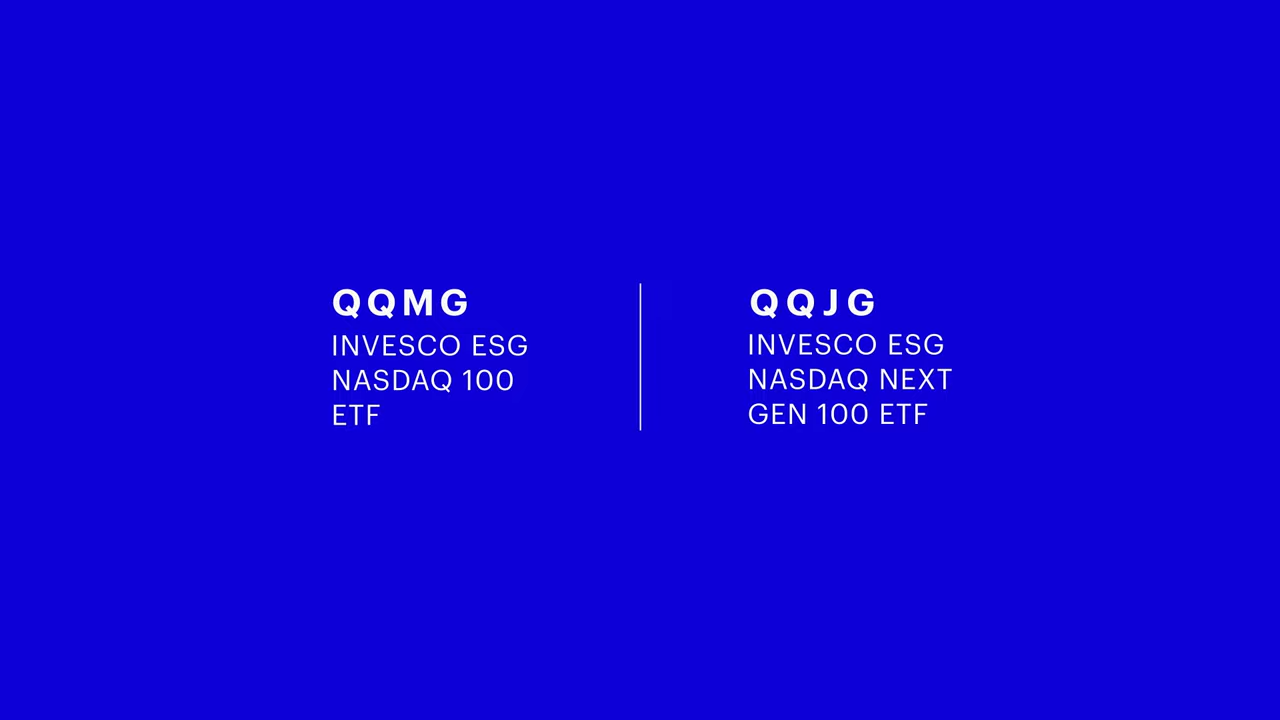 QQMG
INVESCO ESG
NASDAQ 100
ETF
QQJG
INVESCO ESG
NASDAQ NEXT
GEN 100 ETF